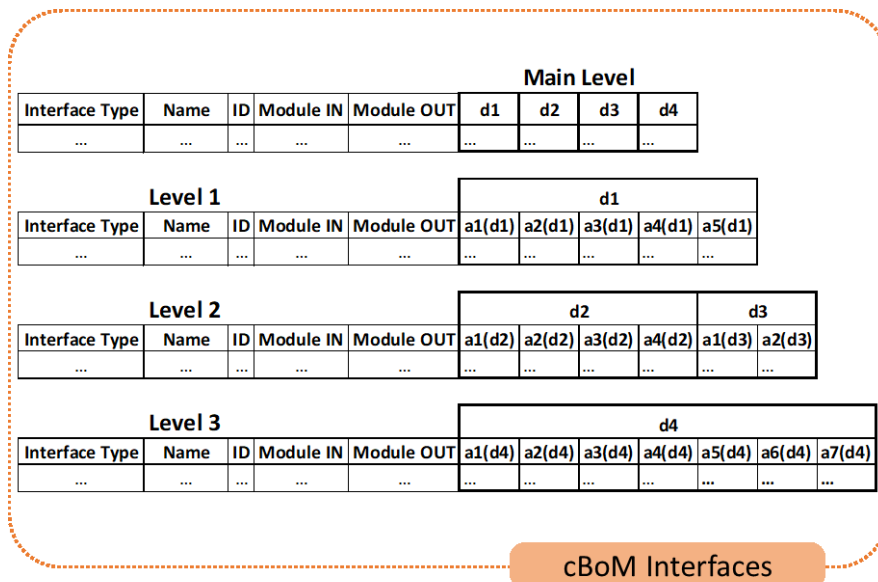 Main Level
Interface Type Name ID Module IN Module OUT d1 d2 d3 d4
... ... ... ... ... ... ... ... ...
Level 1 d1
Interface Type Name ID Module IN Module OUT a1(d1) a2(d1) a3(d1) a4(d1) a5(d1)
... ... ... ... ... ... ... ... ... ...
Level 2 d2 d3
Interface Type Name ID Module IN Module OUT a1(d2) a2(d2) a3(d2) a4(d2) a1(d3) a2(d3)
... ... ... ... ... ... ... ... ... ... ...
Level 3 d4
Interface Type Name ID Module IN Module OUT a1(d4) a2(d4) a3(d4) a4(d4) a5(d4) a6(d4) a7(d4)
... ... ... ... ... ... ... ... ... ... ... ...
cBoM Interfaces